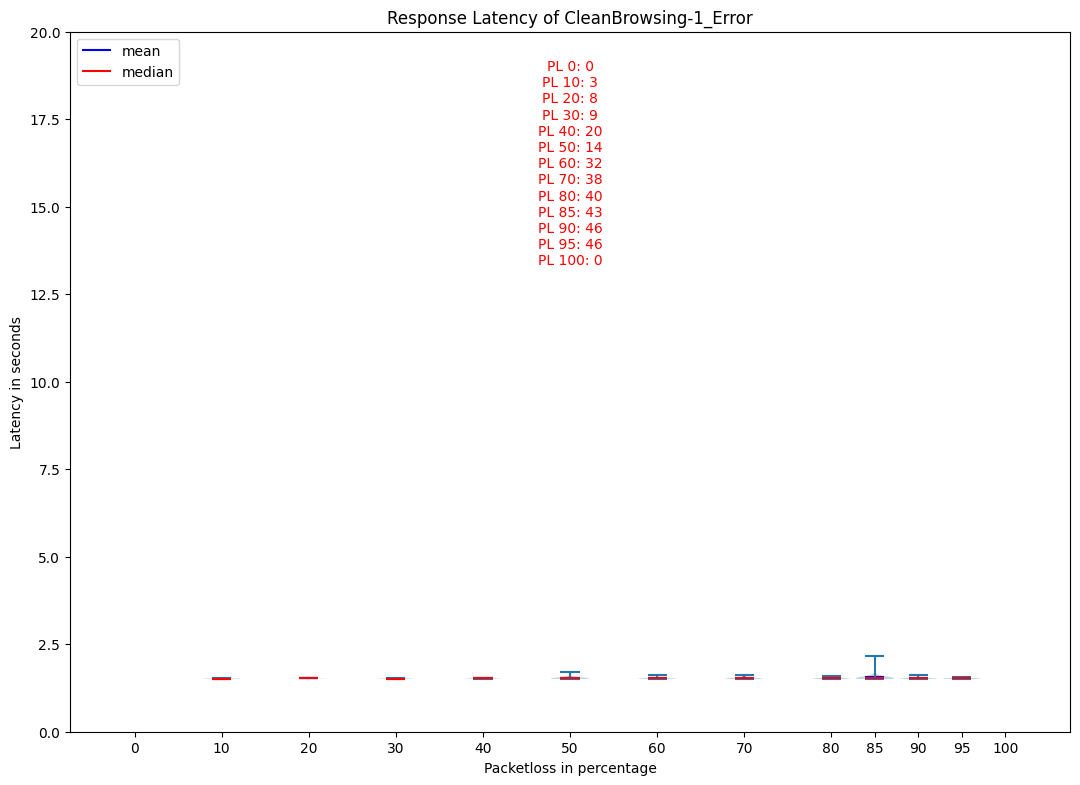 Response Latency of CleanBrowsing-1_Error
mean
median
PL 0: 0
PL 10: 3
PL 20: 8
PL 30: 9
PL 40: 20
PL 50: 14
PL 60: 32
PL 70: 38
PL 80: 40
PL 85: 43
PL 90: 46
PL 95: 46
PL 100: 0
Latency in seconds
20.0
17.5
15.0
12.5
10.0
7.5
5.0
2.5
0.0
0 10 20 30 40 50 60 70 80 85 90 95 100
Packetloss in percentage